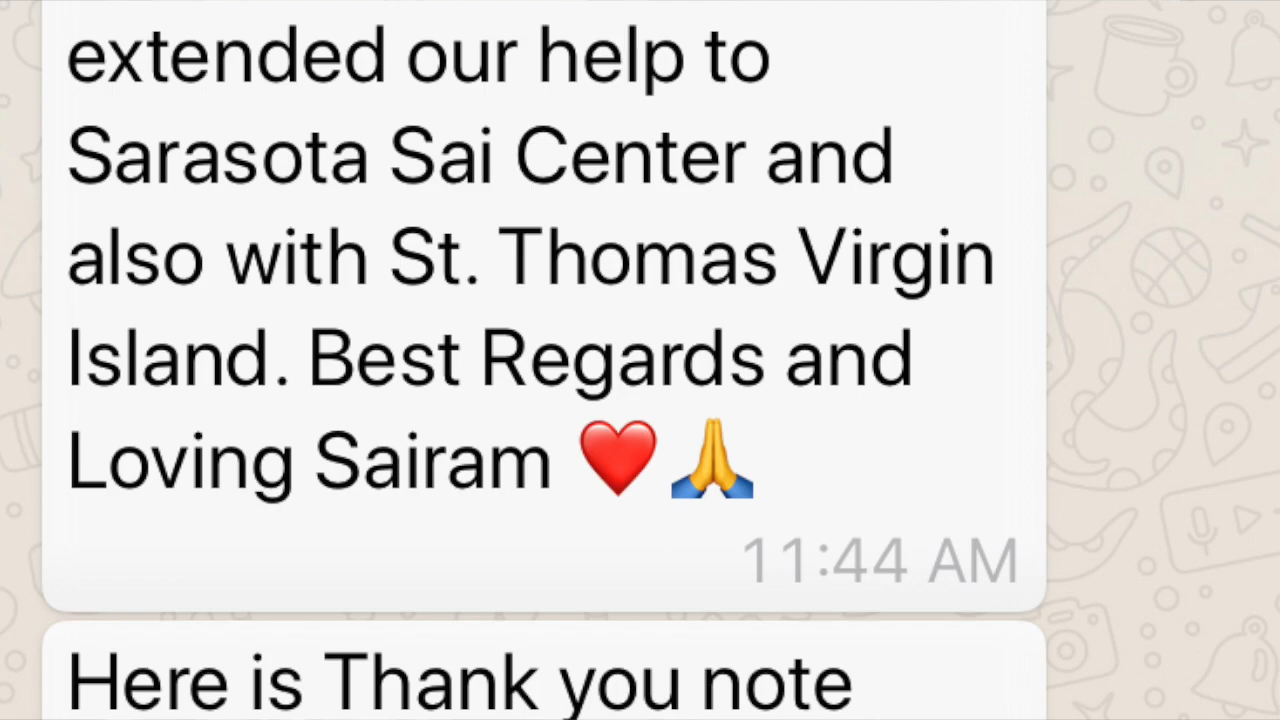 extended our help to
Sarasota Sai Center and
also with St. Thomas Virgin
Island. Best Regards and
Loving Sairam ❤️🙏
11:44 AM
Here is Thank you note